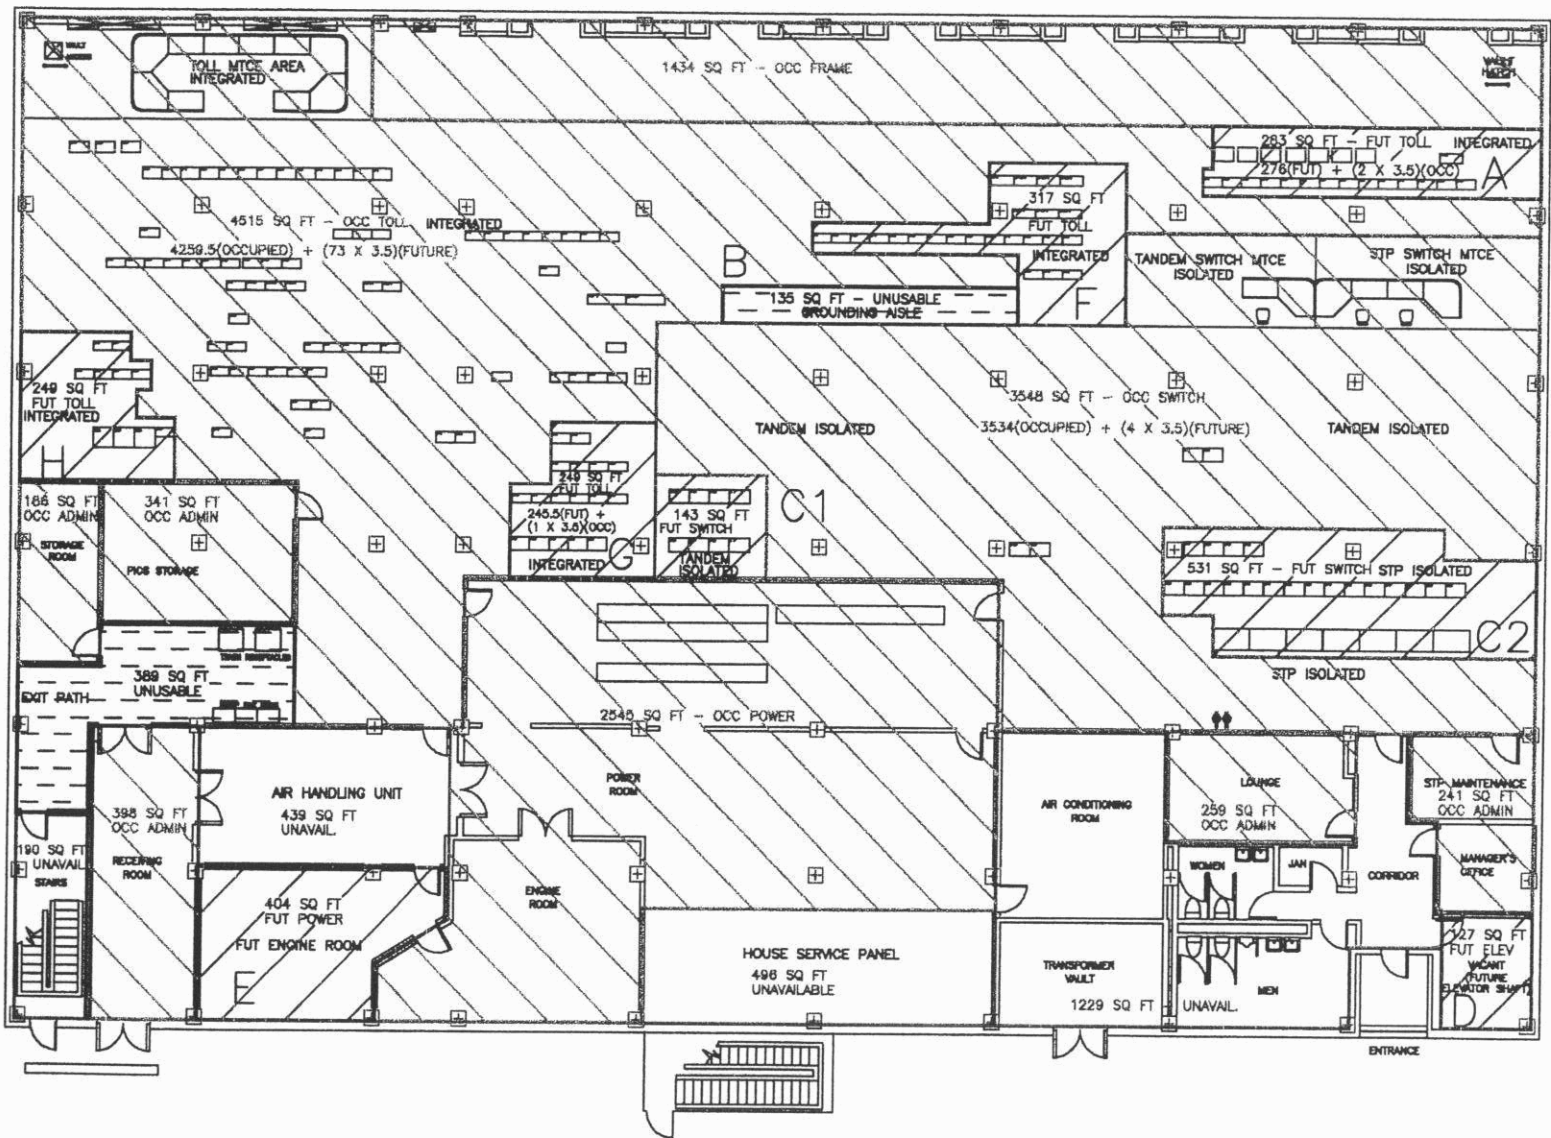 VAULT
ACCESS
TOLL MTCE AREA
INTEGRATED
1434 SQ FT - OCC FRAME
VAULT
HATCH
283 SQ FT - FUT TOLL INTEGRATED
276(FUT) + (2 X 3.5)(OCC)
A
4515 SQ FT - OCC TOLL INTEGRATED
4259.5(OCCUPIED) + (73 X 3.5)(FUTURE)
317 SQ FT
FUT TOLL
INTEGRATED
F
B
135 SQ FT - UNUSABLE
GROUNDING AISLE
TANDEM SWITCH MTCE
ISOLATED
STP SWITCH MTCE
ISOLATED
249 SQ FT
FUT TOLL
INTEGRATED
H
3548 SQ FT - OCC SWITCH
3534(OCCUPIED) + (4 X 3.5)(FUTURE)
TANDEM ISOLATED
TANDEM ISOLATED
249 SQ FT
FUT TOLL
245.5(FUT) +
(1 X 3.5)(OCC)
INTEGRATED
G
143 SQ FT
FUT SWITCH
TANDEM
ISOLATED
C1
186 SQ FT
OCC ADMIN
STORAGE
ROOM
341 SQ FT
OCC ADMIN
PICS STORAGE
531 SQ FT - FUT SWITCH STP ISOLATED
C2
STP ISOLATED
TRASH RECEPTACLES
389 SQ FT
UNUSABLE
EXIT PATH
2545 SQ FT - OCC POWER
POWER
ROOM
AIR HANDLING UNIT
439 SQ FT
UNAVAIL.
398 SQ FT
OCC ADMIN
RECEIVING
ROOM
190 SQ FT
UNAVAIL
STAIRS
404 SQ FT
FUT POWER
FUT ENGINE ROOM
E
ENGINE
ROOM
HOUSE SERVICE PANEL
496 SQ FT
UNAVAILABLE
AIR CONDITIONING
ROOM
TRANSFORMER
VAULT
1229 SQ FT - UNAVAIL.
LOUNGE
259 SQ FT
OCC ADMIN
WOMEN
JAN
MEN
CORRIDOR
STP MAINTENANCE
241 SQ FT
OCC ADMIN
MANAGER'S
OFFICE
127 SQ FT
FUT ELEV
VACANT
(FUTURE
ELEVATOR SHAFT)
D
ENTRANCE